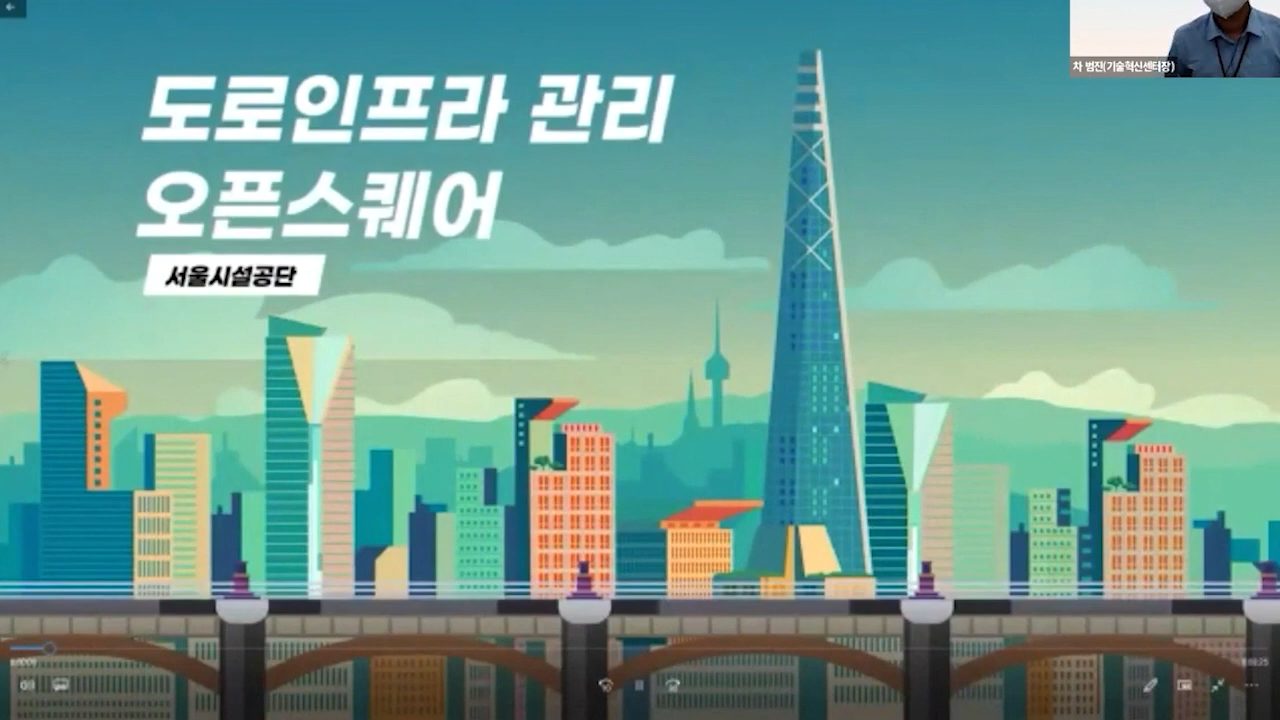 도로인프라 관리
오픈스퀘어
서울시설공단
차 범진(기술혁신센터장)